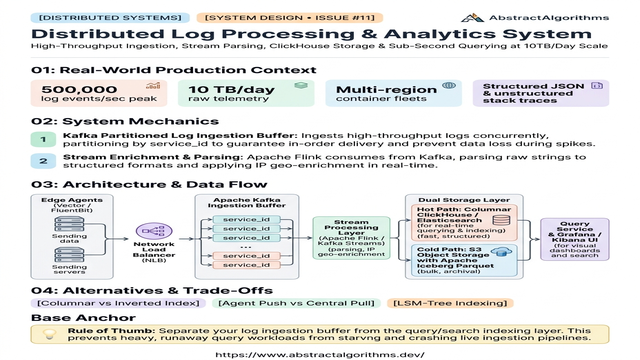 [DISTRIBUTED SYSTEMS] [SYSTEM DESIGN • ISSUE #11] AbstractAlgorithms
Distributed Log Processing & Analytics System
High-Throughput Ingestion, Stream Parsing, ClickHouse Storage & Sub-Second Querying at 10TB/Day Scale
01: Real-World Production Context
500,000
log events/sec peak
10 TB/day
raw telemetry
Multi-region
container fleets
Structured JSON
& unstructured
stack traces
02: System Mechanics
1 Kafka Partitioned Log Ingestion Buffer: Ingests high-throughput logs concurrently,
partitioning by service_id to guarantee in-order delivery and prevent data loss during spikes.
2 Stream Enrichment & Parsing: Apache Flink consumes from Kafka, parsing raw strings to
structured formats and applying IP geo-enrichment in real-time.
03: Architecture & Data Flow
Edge Agents
(Vector /
FluentBit)
Sending
data
Sending
servers
Network
Load
Balancer
(NLB)
Apache Kafka
Ingestion Buffer
service_id
service_id
service_id
...
service_id
service_id
Stream
Processing
Layer
(Apache Flink /
Kafka Streams)
(parsing, IP
geo-enrichment)
Dual Storage Layer
Hot Path: Columnar
ClickHouse /
Elasticsearch
(for real-time
querying & indexing)
(fast, structured)
Cold Path: S3
Object Storage
with Apache
Iceberg Parquet
(bulk, archival)
Query
Service
& Grafana /
Kibana UI
(for visual
dashboards
and search)
04: Alternatives & Trade-Offs
[Columnar vs Inverted Index] [Agent Push vs Central Pull] [LSM-Tree Indexing]
Base Anchor
Rule of Thumb: Separate your log ingestion buffer from the query/search indexing layer. This
prevents heavy, runaway query workloads from starvng and crashing live ingestion pipelines.
https://www.abstractalgorithms.dev/